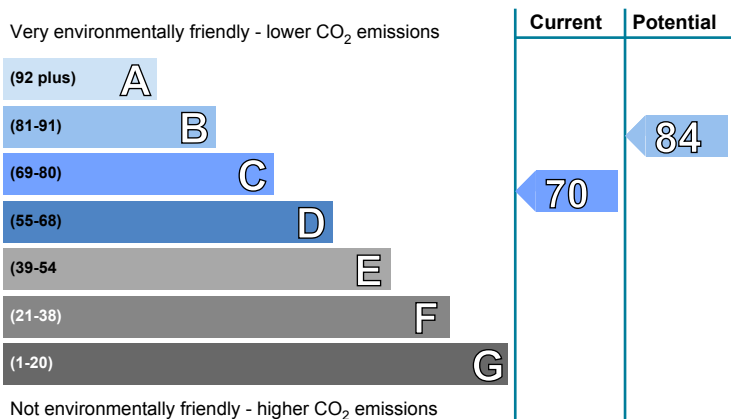 Current Potential
Very environmentally friendly - lower CO₂ emissions
(92 plus) A
(81-91) B
84
(69-80) C
70
(55-68) D
(39-54 E
(21-38) F
(1-20) G
Not environmentally friendly - higher CO₂ emissions